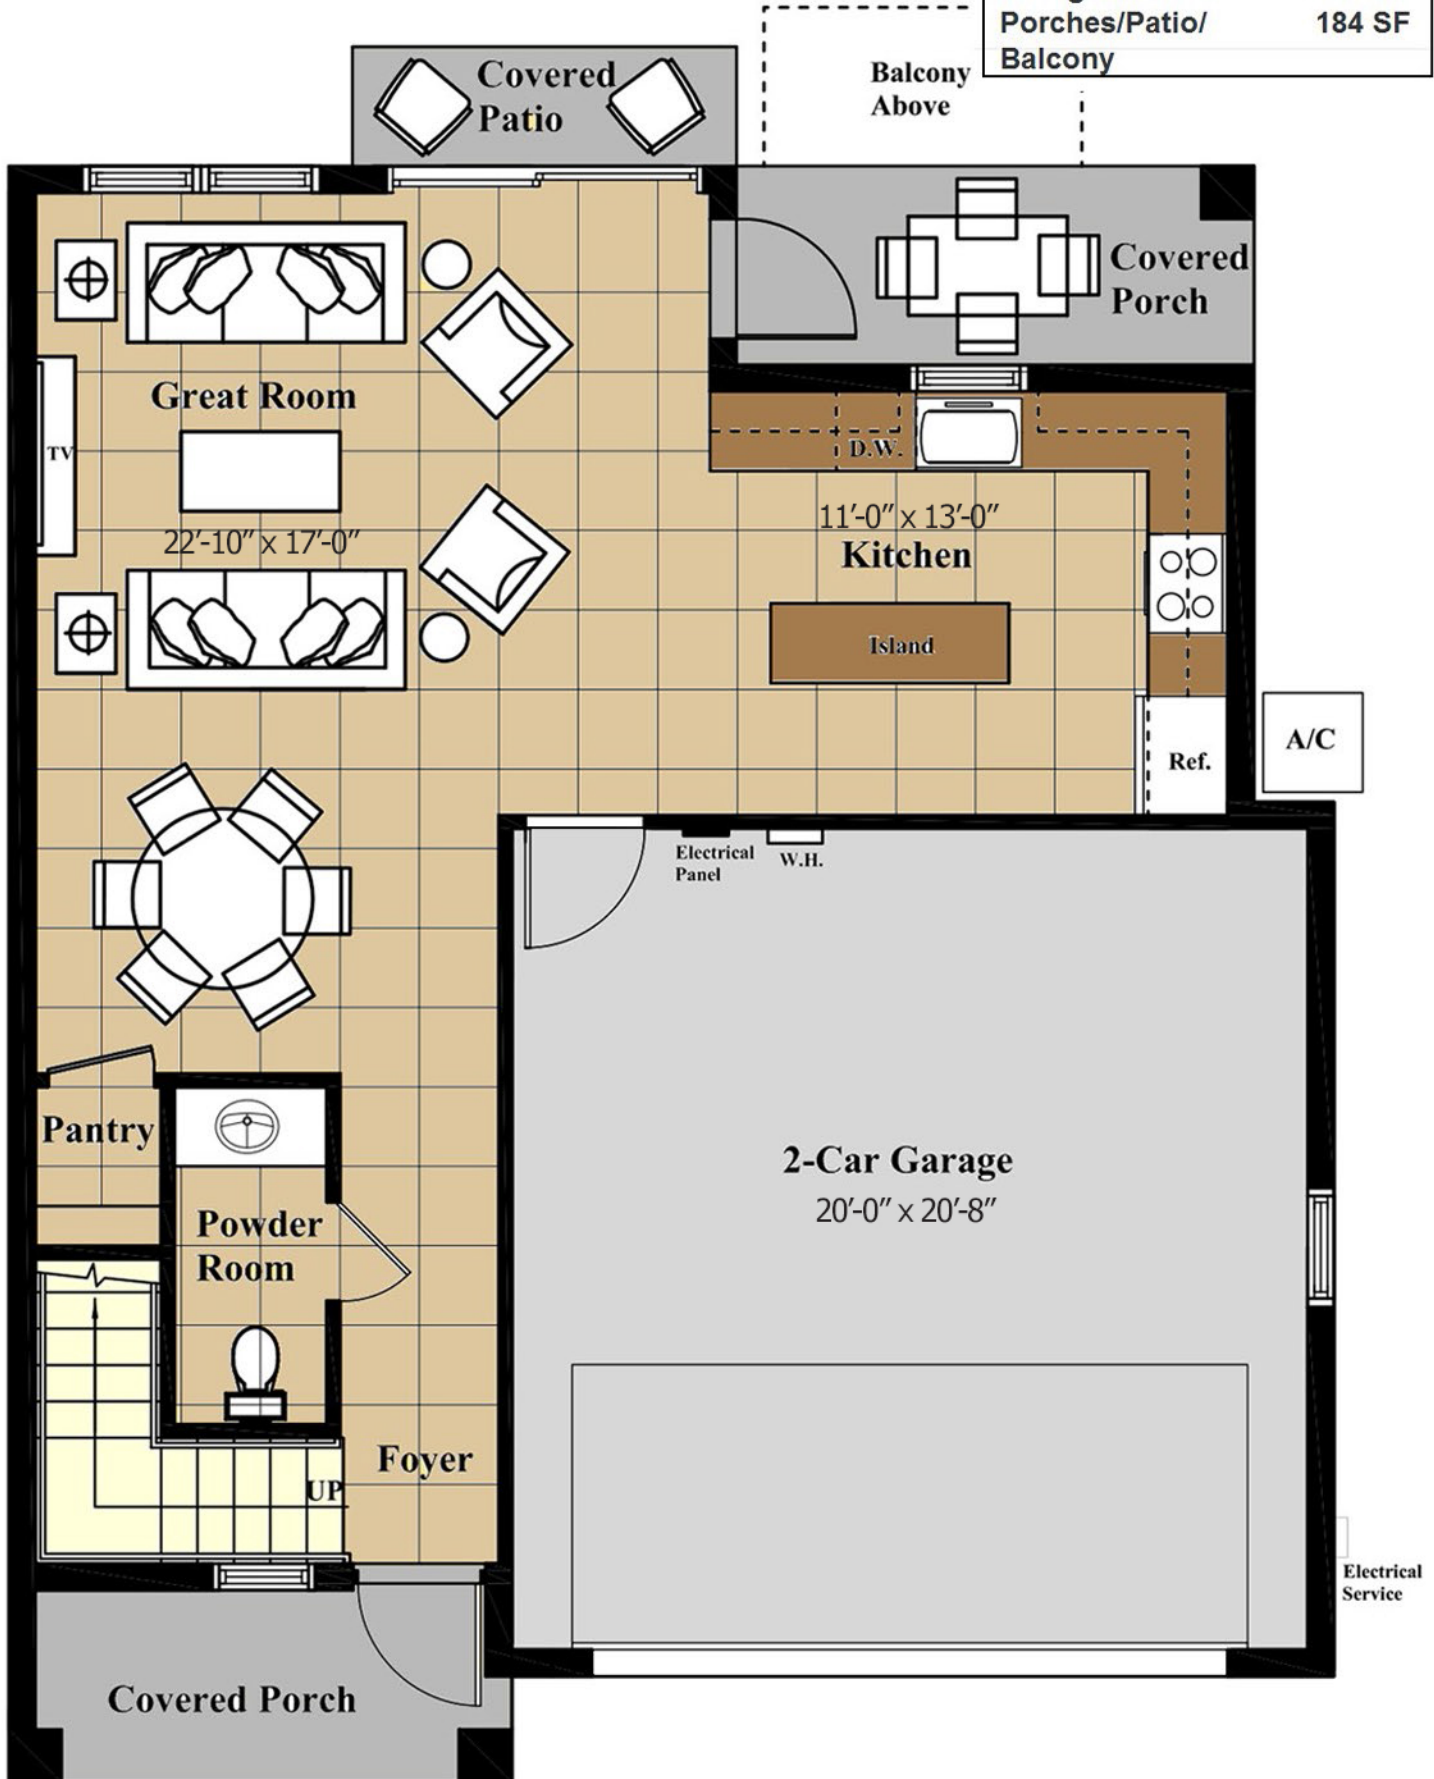 Porches/Patio/ 184 SF
Balcony
Covered
Patio
Balcony
Above
Covered
Porch
Great Room
TV
22'-10" x 17'-0"
D.W.
11'-0" x 13'-0"
Kitchen
Island
Ref.
A/C
Electrical
Panel
W.H.
Pantry
2-Car Garage
20'-0" x 20'-8"
Powder
Room
Foyer
UP
Electrical
Service
Covered Porch